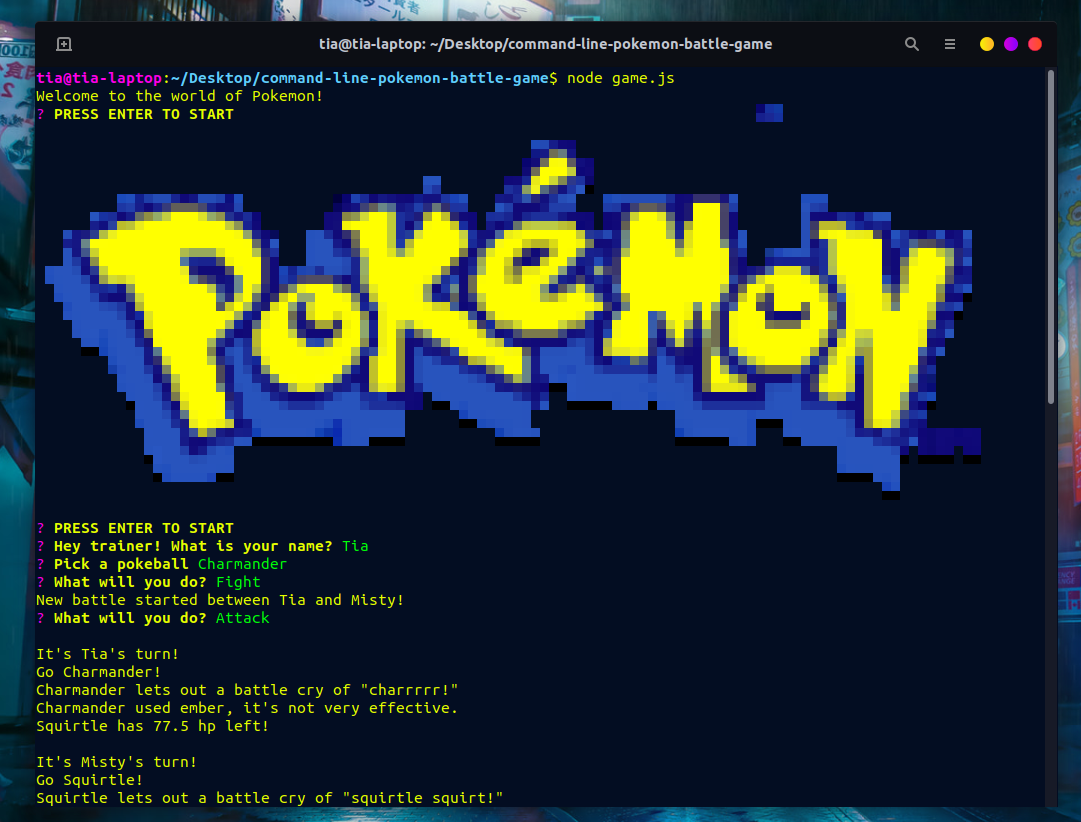 tia@tia-laptop: ~/Desktop/command-line-pokemon-battle-game
tia@tia-laptop:~/Desktop/command-line-pokemon-battle-game$ node game.js
Welcome to the world of Pokemon!
? PRESS ENTER TO START
POKéMON
? PRESS ENTER TO START
? Hey trainer! What is your name? Tia
? Pick a pokeball Charmander
? What will you do? Fight
New battle started between Tia and Misty!
? What will you do? Attack
It's Tia's turn!
Go Charmander!
Charmander lets out a battle cry of "charrrrr!"
Charmander used ember, it's not very effective.
Squirtle has 77.5 hp left!
It's Misty's turn!
Go Squirtle!
Squirtle lets out a battle cry of "squirtle squirt!"